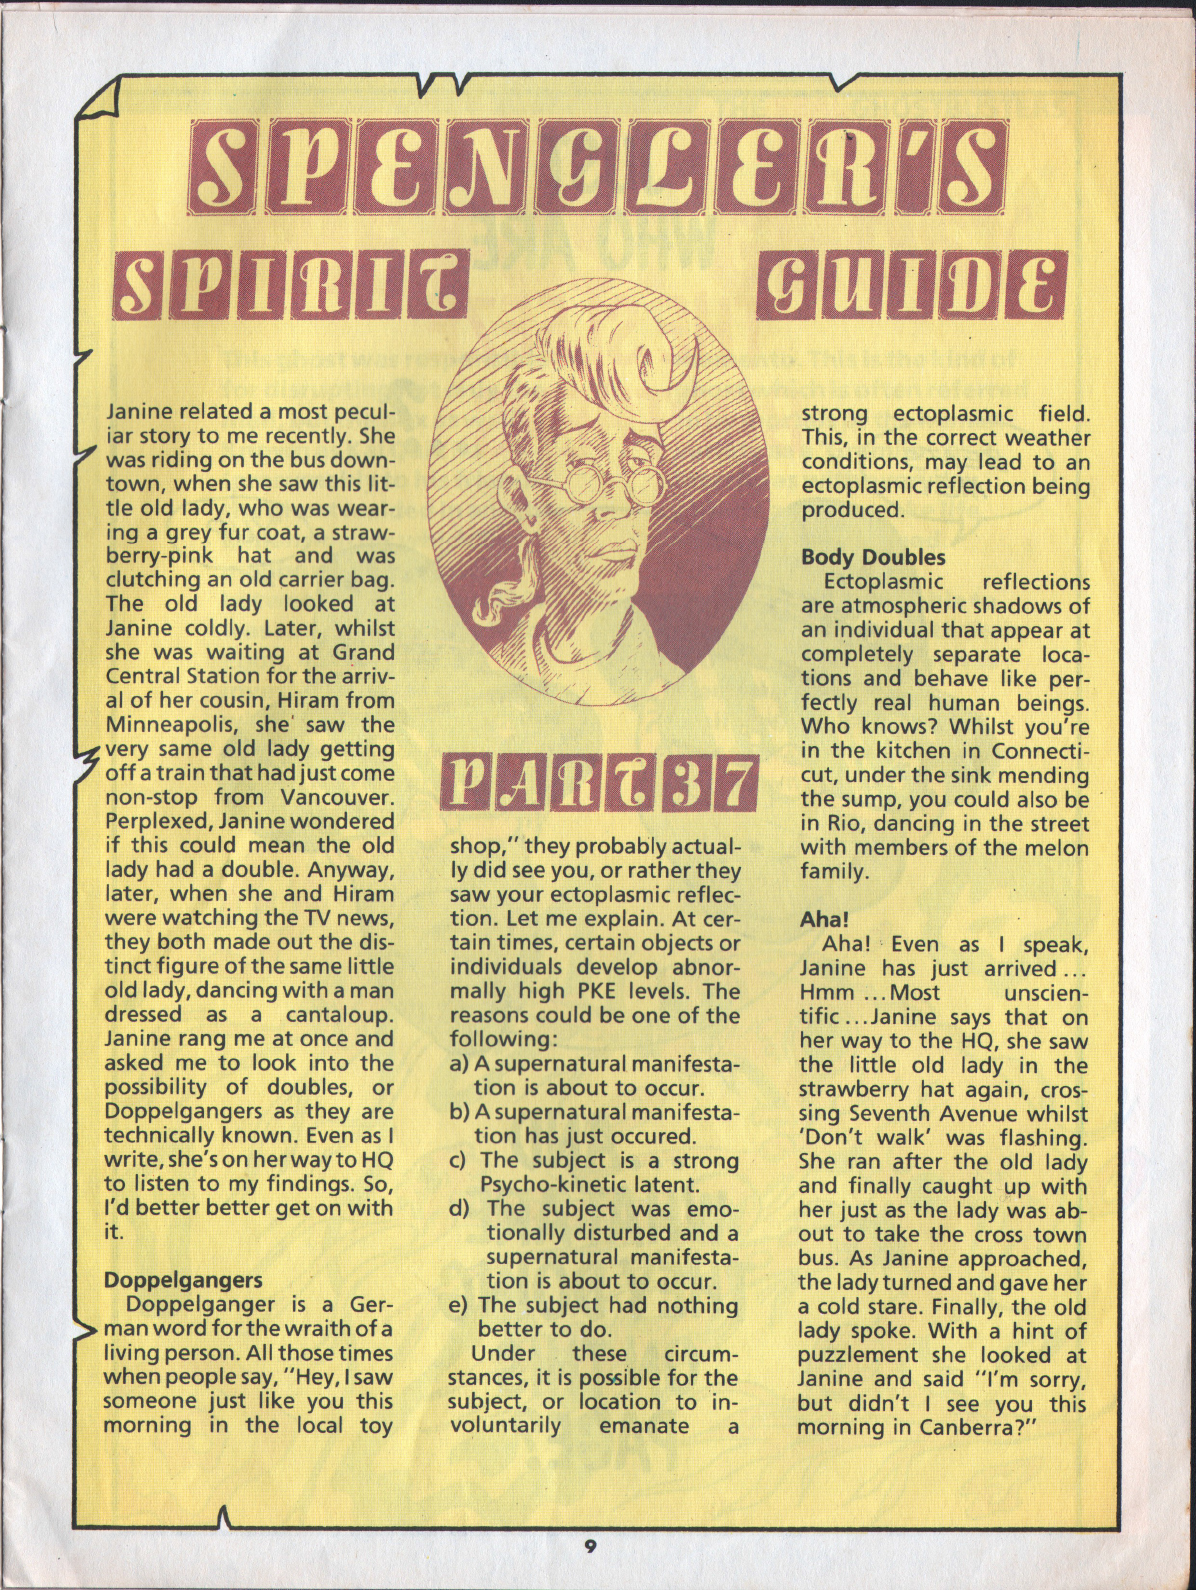 SPENGLER'S
SPIRIT GUIDE
PART 37
Janine related a most pecul-
iar story to me recently. She
was riding on the bus down-
town, when she saw this lit-
tle old lady, who was wear-
ing a grey fur coat, a straw-
berry-pink hat and was
clutching an old carrier bag.
The old lady looked at
Janine coldly. Later, whilst
she was waiting at Grand
Central Station for the arriv-
al of her cousin, Hiram from
Minneapolis, she saw the
very same old lady getting
off a train that had just come
non-stop from Vancouver.
Perplexed, Janine wondered
if this could mean the old
lady had a double. Anyway,
later, when she and Hiram
were watching the TV news,
they both made out the dis-
tinct figure of the same little
old lady, dancing with a man
dressed as a cantaloup.
Janine rang me at once and
asked me to look into the
possibility of doubles, or
Doppelgangers as they are
technically known. Even as I
write, she's on her way to HQ
to listen to my findings. So,
I'd better better get on with
it.
Doppelgangers
Doppelganger is a Ger-
man word for the wraith of a
living person. All those times
when people say, "Hey, I saw
someone just like you this
morning in the local toy
shop," they probably actual-
ly did see you, or rather they
saw your ectoplasmic reflec-
tion. Let me explain. At cer-
tain times, certain objects or
individuals develop abnor-
mally high PKE levels. The
reasons could be one of the
following:
a) A supernatural manifesta-
tion is about to occur.
b) A supernatural manifesta-
tion has just occured.
c) The subject is a strong
Psycho-kinetic latent.
d) The subject was emo-
tionally disturbed and a
supernatural manifesta-
tion is about to occur.
e) The subject had nothing
better to do.
Under these circum-
stances, it is possible for the
subject, or location to in-
voluntarily emanate a
strong ectoplasmic field.
This, in the correct weather
conditions, may lead to an
ectoplasmic reflection being
produced.
Body Doubles
Ectoplasmic reflections
are atmospheric shadows of
an individual that appear at
completely separate loca-
tions and behave like per-
fectly real human beings.
Who knows? Whilst you're
in the kitchen in Connecti-
cut, under the sink mending
the sump, you could also be
in Rio, dancing in the street
with members of the melon
family.
Aha!
Aha! Even as I speak,
Janine has just arrived ...
Hmm ... Most unscien-
tific ... Janine says that on
her way to the HQ, she saw
the little old lady in the
strawberry hat again, cros-
sing Seventh Avenue whilst
'Don't walk' was flashing.
She ran after the old lady
and finally caught up with
her just as the lady was ab-
out to take the cross town
bus. As Janine approached,
the lady turned and gave her
a cold stare. Finally, the old
lady spoke. With a hint of
puzzlement she looked at
Janine and said "I'm sorry,
but didn't I see you this
morning in Canberra?"
9